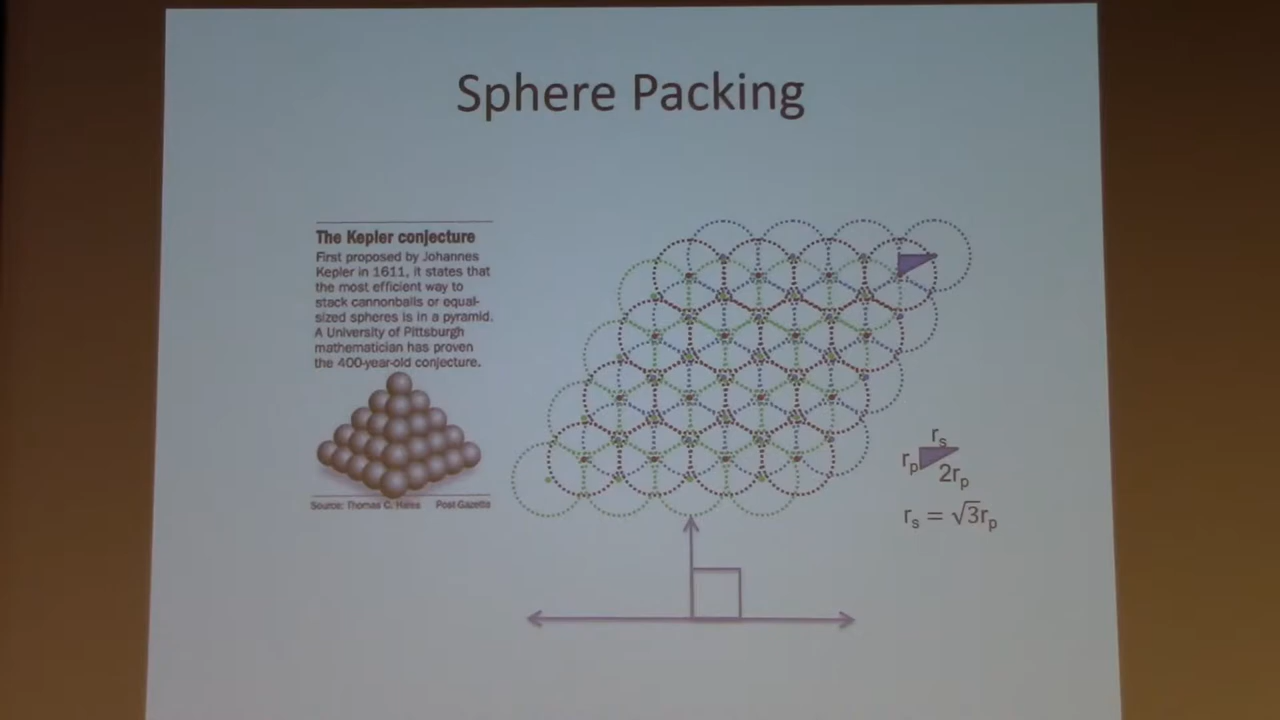 Sphere Packing
The Kepler conjecture
First proposed by Johannes
Kepler in 1611, it states that
the most efficient way to
stack cannonballs or equal-
sized spheres is in a pyramid.
A University of Pittsburgh
mathematician has proven
the 400-year-old conjecture.
Source: Thomas C. Hales Post-Gazette
rₛ
rₚ
2rₚ
rₛ = √3rₚ